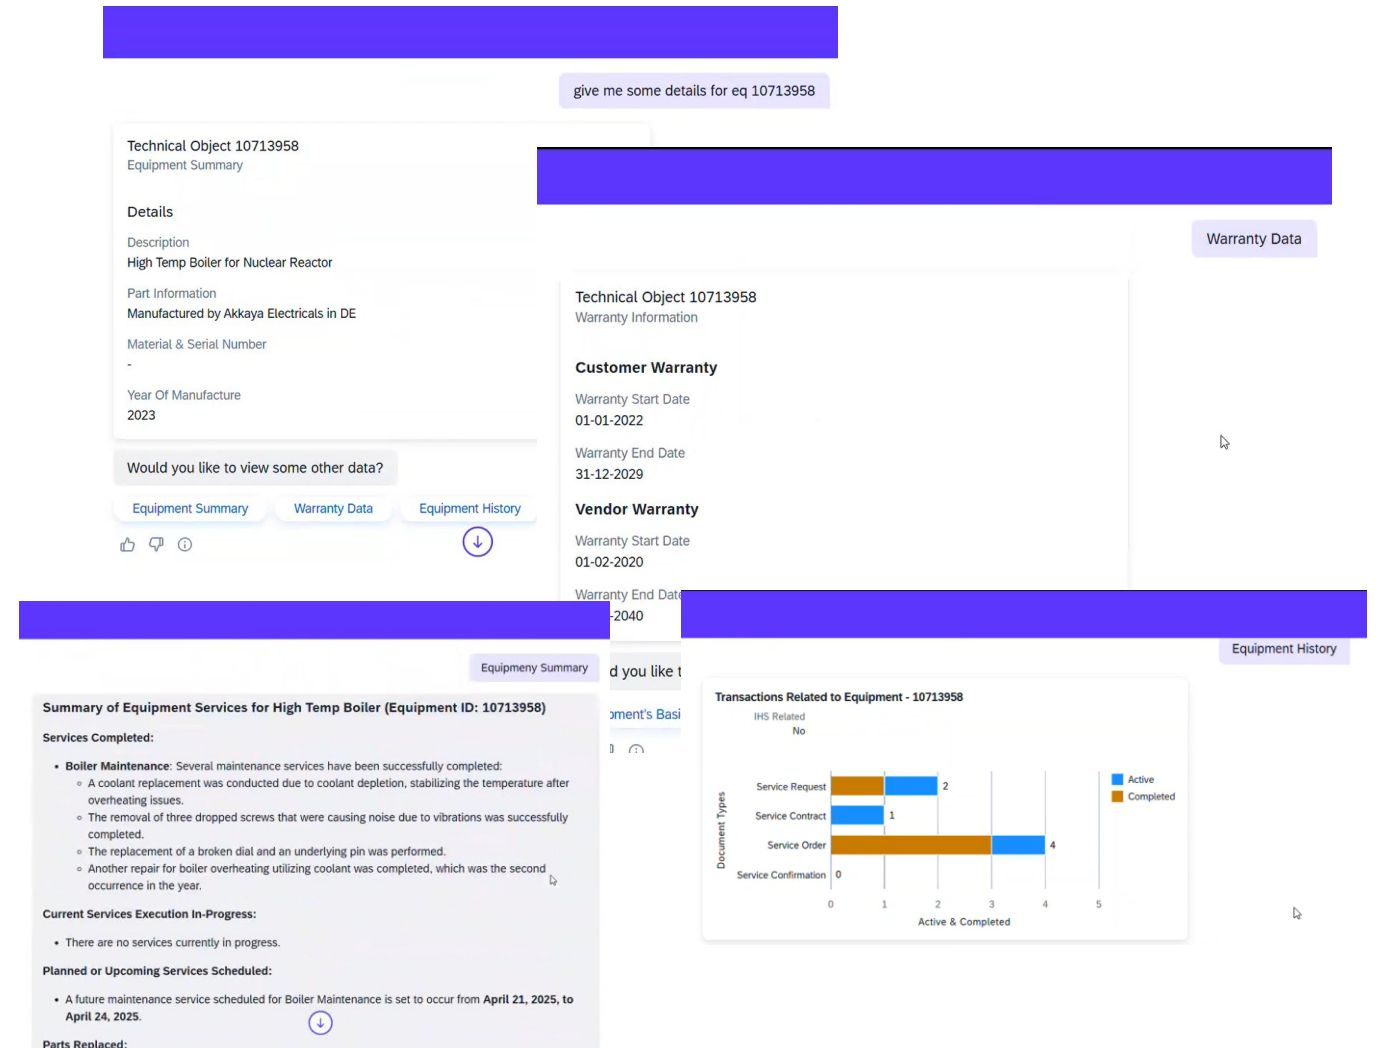 give me some details for eq 10713958
Technical Object 10713958
Equipment Summary
Details
Description
High Temp Boiler for Nuclear Reactor
Part Information
Manufactured by Akkaya Electricals in DE
Material & Serial Number
-
Year Of Manufacture
2023
Would you like to view some other data?
Equipment Summary
Warranty Data
Equipment History
Warranty Data
Technical Object 10713958
Warranty Information
Customer Warranty
Warranty Start Date
01-01-2022
Warranty End Date
31-12-2029
Vendor Warranty
Warranty Start Date
01-02-2020
Warranty End Date
-2040
d you like t
oment's Basi
Equipmeny Summary
Summary of Equipment Services for High Temp Boiler (Equipment ID: 10713958)
Services Completed:
• Boiler Maintenance: Several maintenance services have been successfully completed:
◦ A coolant replacement was conducted due to coolant depletion, stabilizing the temperature after
overheating issues.
◦ The removal of three dropped screws that were causing noise due to vibrations was successfully
completed.
◦ The replacement of a broken dial and an underlying pin was performed.
◦ Another repair for boiler overheating utilizing coolant was completed, which was the second
occurrence in the year.
Current Services Execution In-Progress:
• There are no services currently in progress.
Planned or Upcoming Services Scheduled:
• A future maintenance service scheduled for Boiler Maintenance is set to occur from April 21, 2025, to
April 24, 2025.
Parts Replaced:
Equipment History
Transactions Related to Equipment - 10713958
IHS Related
No
Document Types
Service Request
2
Service Contract
1
Service Order
4
Service Confirmation
0
0 1 2 3 4 5
Active & Completed
Active
Completed